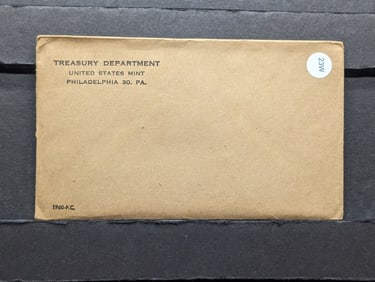 TREASURY DEPARTMENT
UNITED STATES MINT
PHILADELPHIA 30, PA.
23W
1960-P.C.